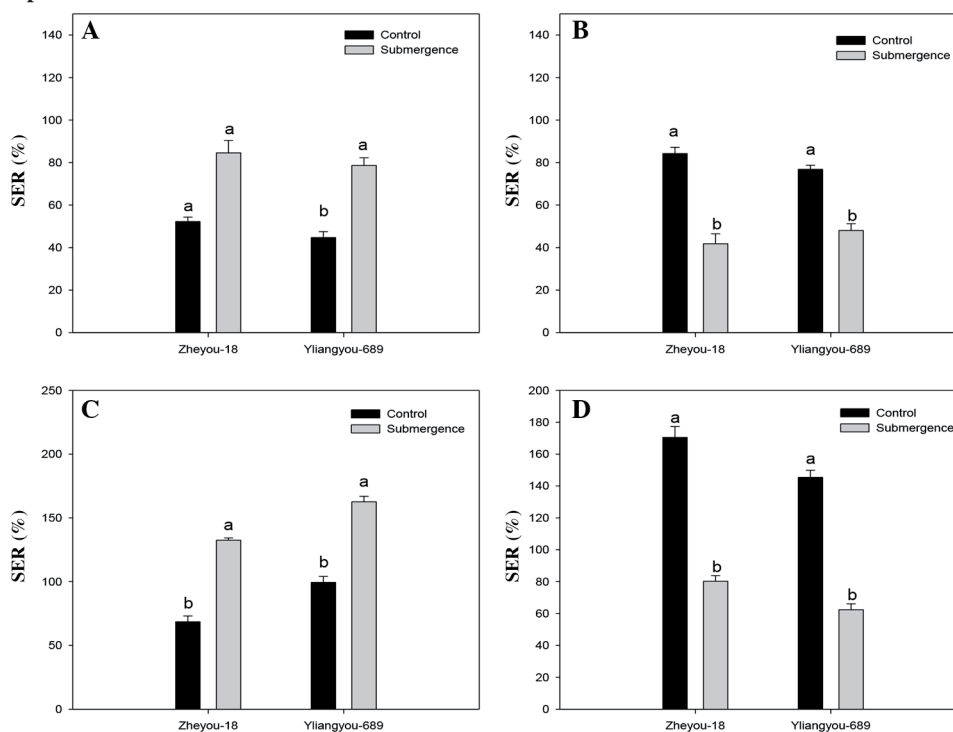 A
Control
Submergence
SER (%)
140
120
100
80
60
40
20
0
a
a
a
b
Zheyou-18
Yliangyou-689
B
Control
Submergence
SER (%)
140
120
100
80
60
40
20
0
a
b
a
b
Zheyou-18
Yliangyou-689
C
Control
Submergence
SER (%)
250
200
150
100
50
0
b
a
b
a
Zheyou-18
Yliangyou-689
D
Control
Submergence
SER (%)
200
180
160
140
120
100
80
60
40
20
0
a
b
a
b
Zheyou-18
Yliangyou-689